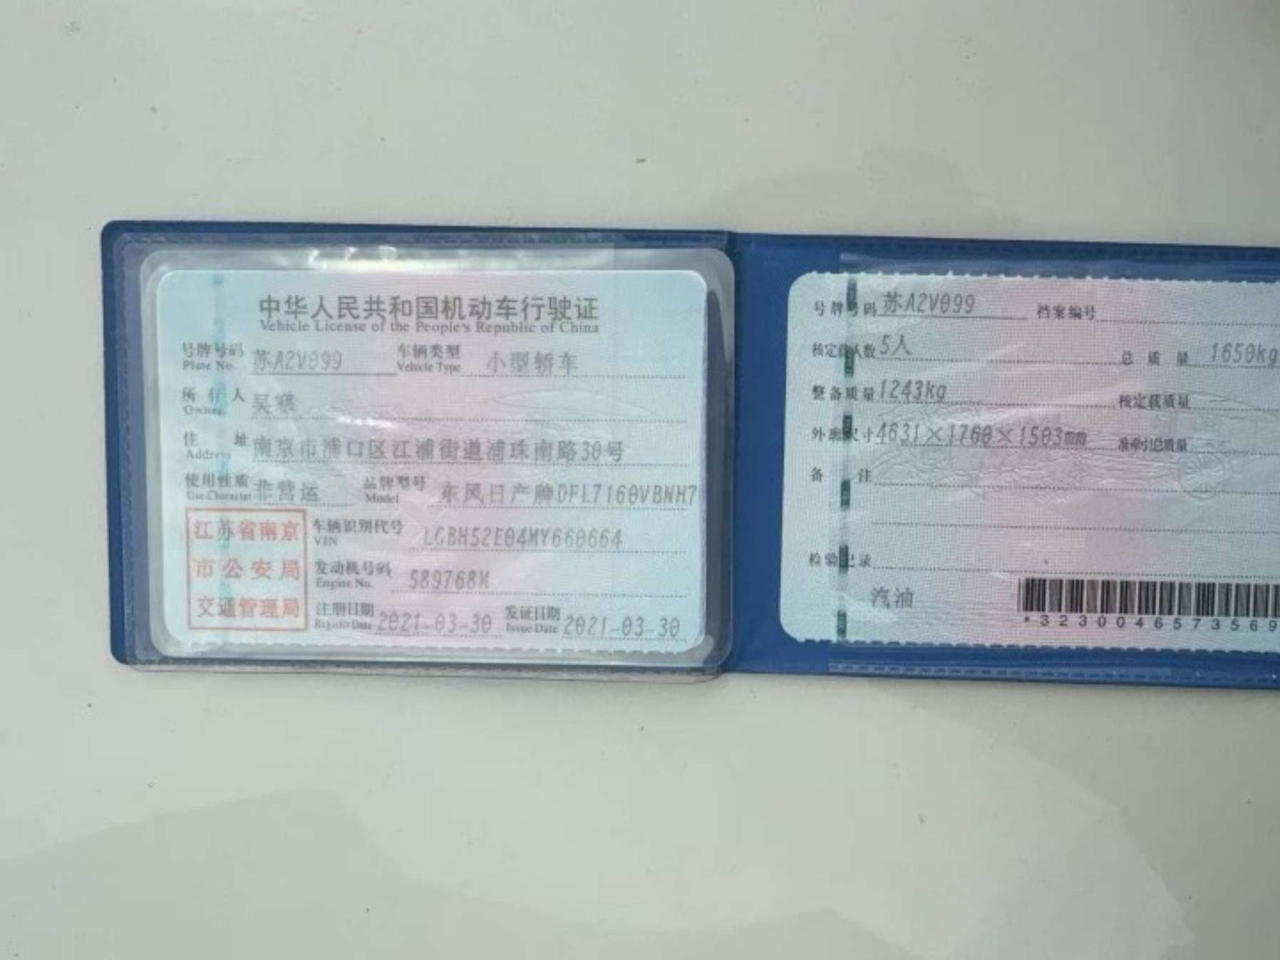 中华人民共和国机动车行驶证
Vehicle License of the People's Republic of China
号牌号码 苏A2V099 车辆类型 小型轿车
Plate No. Vehicle Type
所有人 吴寒
Owner
住址 南京市浦口区江浦街道浦珠南路30号
Address
使用性质 非营运 品牌型号 东风日产牌DFL7160VBNH7
Use Character Model
江苏省南京
市公安局
交通管理局
车辆识别代号 LGBH52E04MY660664
VIN
发动机号码 589768M
Engine No.
注册日期 2021-03-30 发证日期 2021-03-30
Register Date Issue Date
号牌号码 苏A2V099 档案编号
核定载人数 5人 总质量 1650kg
整备质量 1243kg 核定载质量
外廓尺寸 4631×1760×1503mm 准牵引总质量
备注
检验记录
汽油
*3230046573569